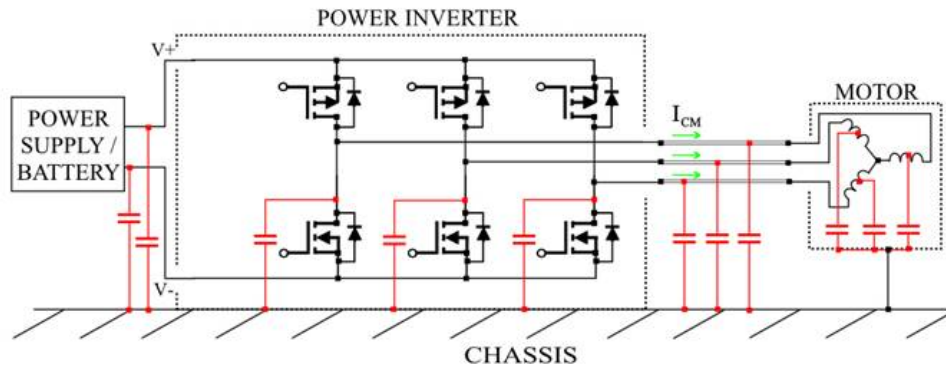 POWER INVERTER
V+
MOTOR
POWER
SUPPLY /
BATTERY
I_CM
V-
CHASSIS